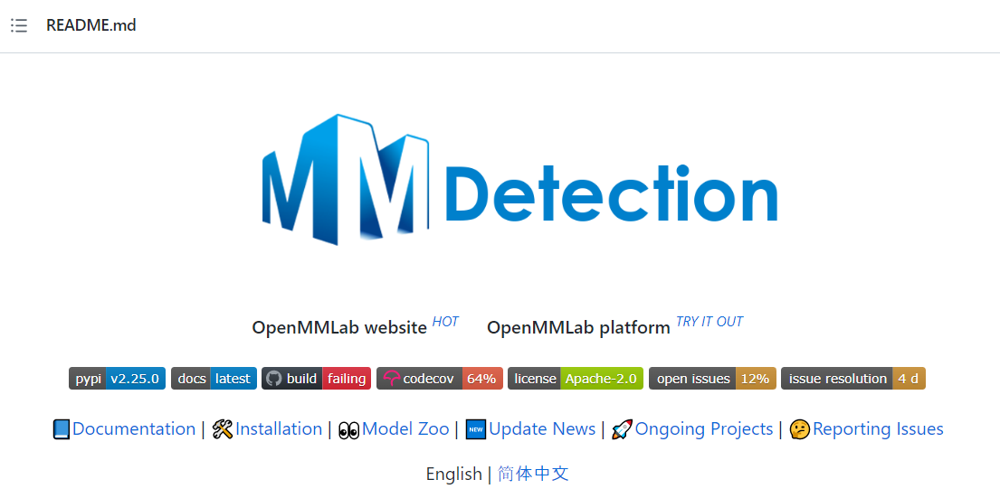 README.md
MMDetection
OpenMMLab website HOT OpenMMLab platform TRY IT OUT
pypi v2.25.0 docs latest build failing codecov 64% license Apache-2.0 open issues 12% issue resolution 4 d
📘Documentation | 🛠️Installation | 👀Model Zoo | 🆕Update News | 🚀Ongoing Projects | 🤔Reporting Issues
English | 简体中文